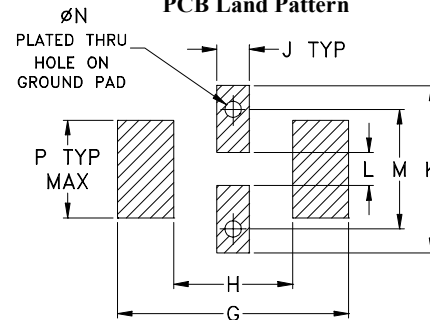 PCB Land Pattern
ØN
PLATED THRU
HOLE ON
GROUND PAD
J TYP
P TYP
MAX
L
M
K
H
G